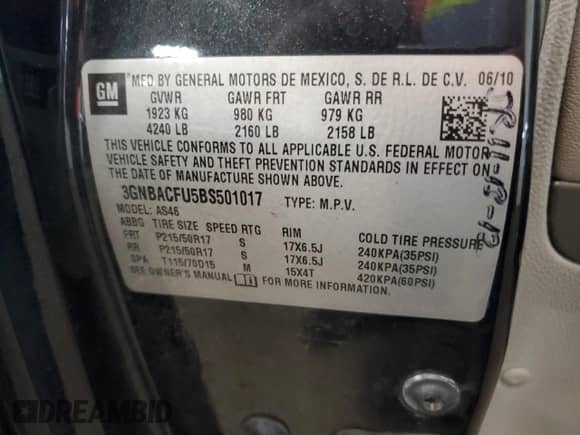 GM
MFD BY GENERAL MOTORS DE MEXICO, S. DE R.L. DE C.V. 06/10
GVWR GAWR FRT GAWR RR
1923 KG 980 KG 979 KG
4240 LB 2160 LB 2158 LB
THIS VEHICLE CONFORMS TO ALL APPLICABLE U.S. FEDERAL MOTOR
VEHICLE SAFETY AND THEFT PREVENTION STANDARDS IN EFFECT ON
THE DATE OF MANUFACTURE SHOWN ABOVE.
3GNBACFU5BS501017 TYPE: M.P.V.
MODEL: AS46
ABBG TIRE SIZE SPEED RTG RIM COLD TIRE PRESSURE
FRT P215/50R17 S 17X6.5J 240KPA(35PSI)
RR P215/50R17 S 17X6.5J 240KPA(35PSI)
SPA T115/70D15 M 15X4T 420KPA(60PSI)
SEE OWNER'S MANUAL FOR MORE INFORMATION.
DREAMBID